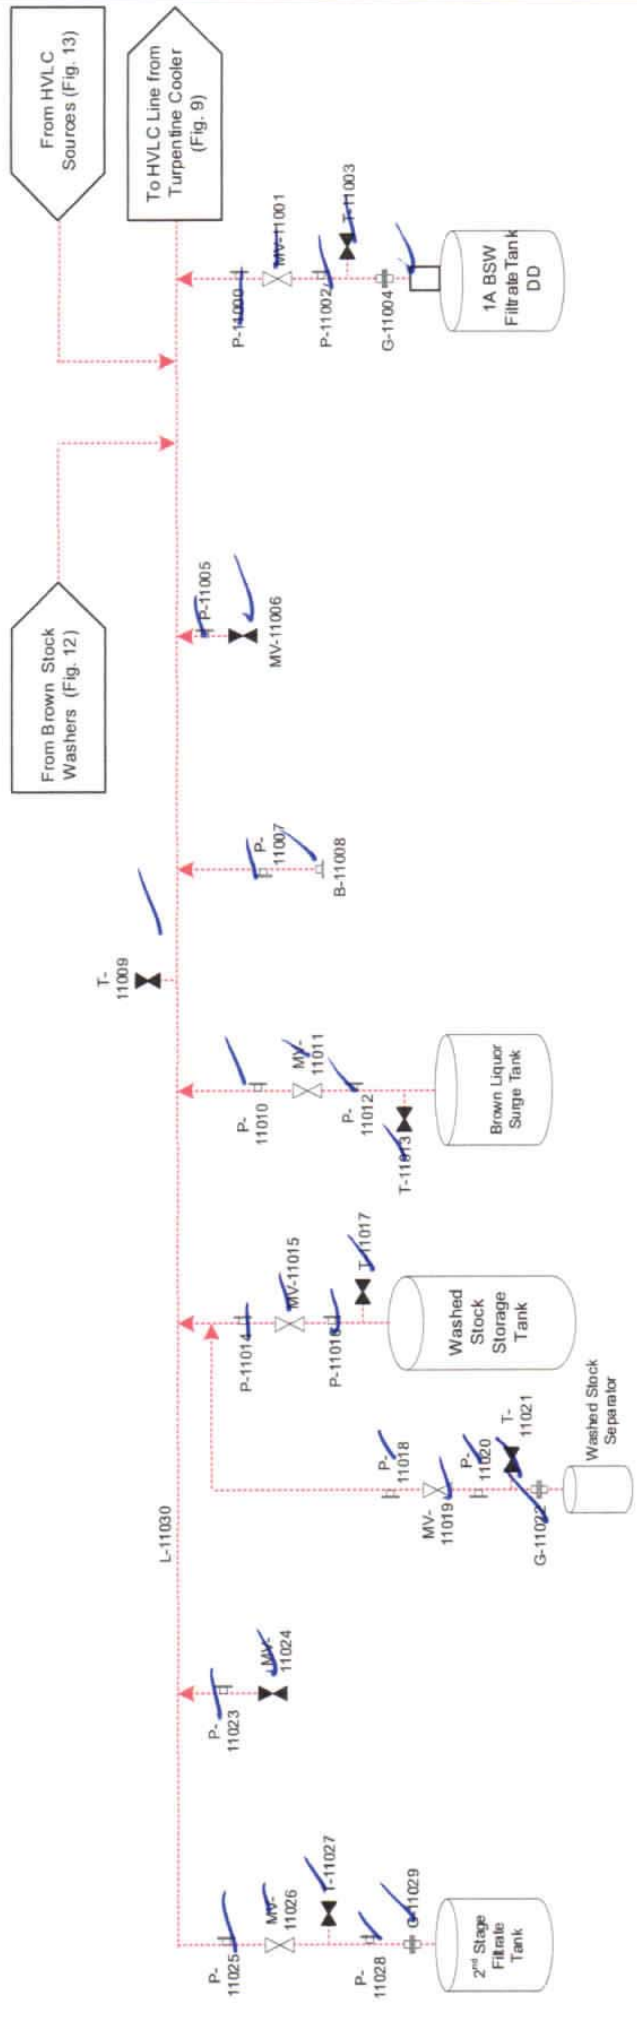 From HVLC
Sources (Fig. 13)
To HVLC Line from
Turpentine Cooler
(Fig. 9)
From Brown Stock
Washers (Fig. 12)
L-11030
P-
11025
MV-
11026
T-11027
P-
11028
G-11029
2nd Stage
Filtrate
Tank
P-
11023
MV-
11024
P-
11018
MV-
11019
P-
11020
T-
11021
G-11022
Washed Stock
Separator
P-11014
MV-11015
P-11016
T-11017
Washed
Stock
Storage
Tank
P-
11010
MV-
11011
P-
11012
T-11013
Brown Liquor
Surge Tank
T-
11009
P-
11007
B-11008
P-11005
MV-11006
P-11000
MV-11001
P-11002
T-11003
G-11004
1A BSW
Filtrate Tank
DD